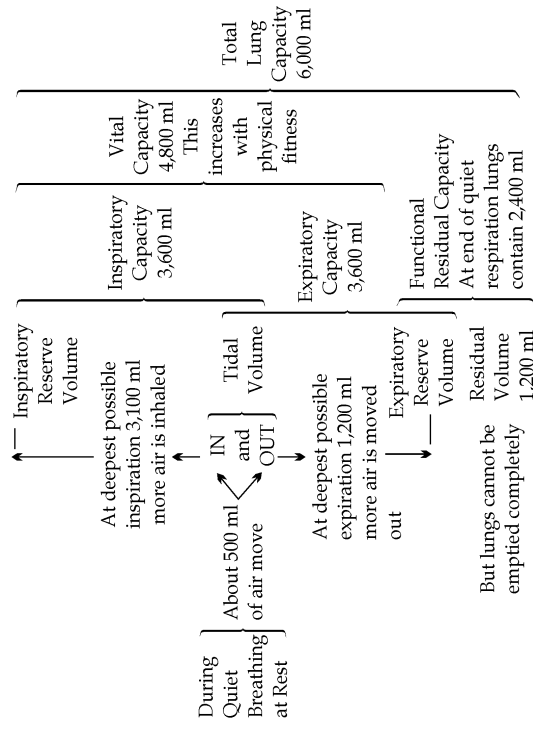 During
Quiet
Breathing
at Rest
About 500 ml
of air move
IN
and
OUT
Tidal
Volume
At deepest possible
inspiration 3,100 ml
more air is inhaled
Inspiratory
Reserve
Volume
At deepest possible
expiration 1,200 ml
more air is moved
out
Expiratory
Reserve
Volume
But lungs cannot be
emptied completely
Residual
Volume
1,200 ml
Inspiratory
Capacity
3,600 ml
Expiratory
Capacity
3,600 ml
Functional
Residual Capacity
At end of quiet
respiration lungs
contain 2,400 ml
Vital
Capacity
4,800 ml
This
increases
with
physical
fitness
Total
Lung
Capacity
6,000 ml